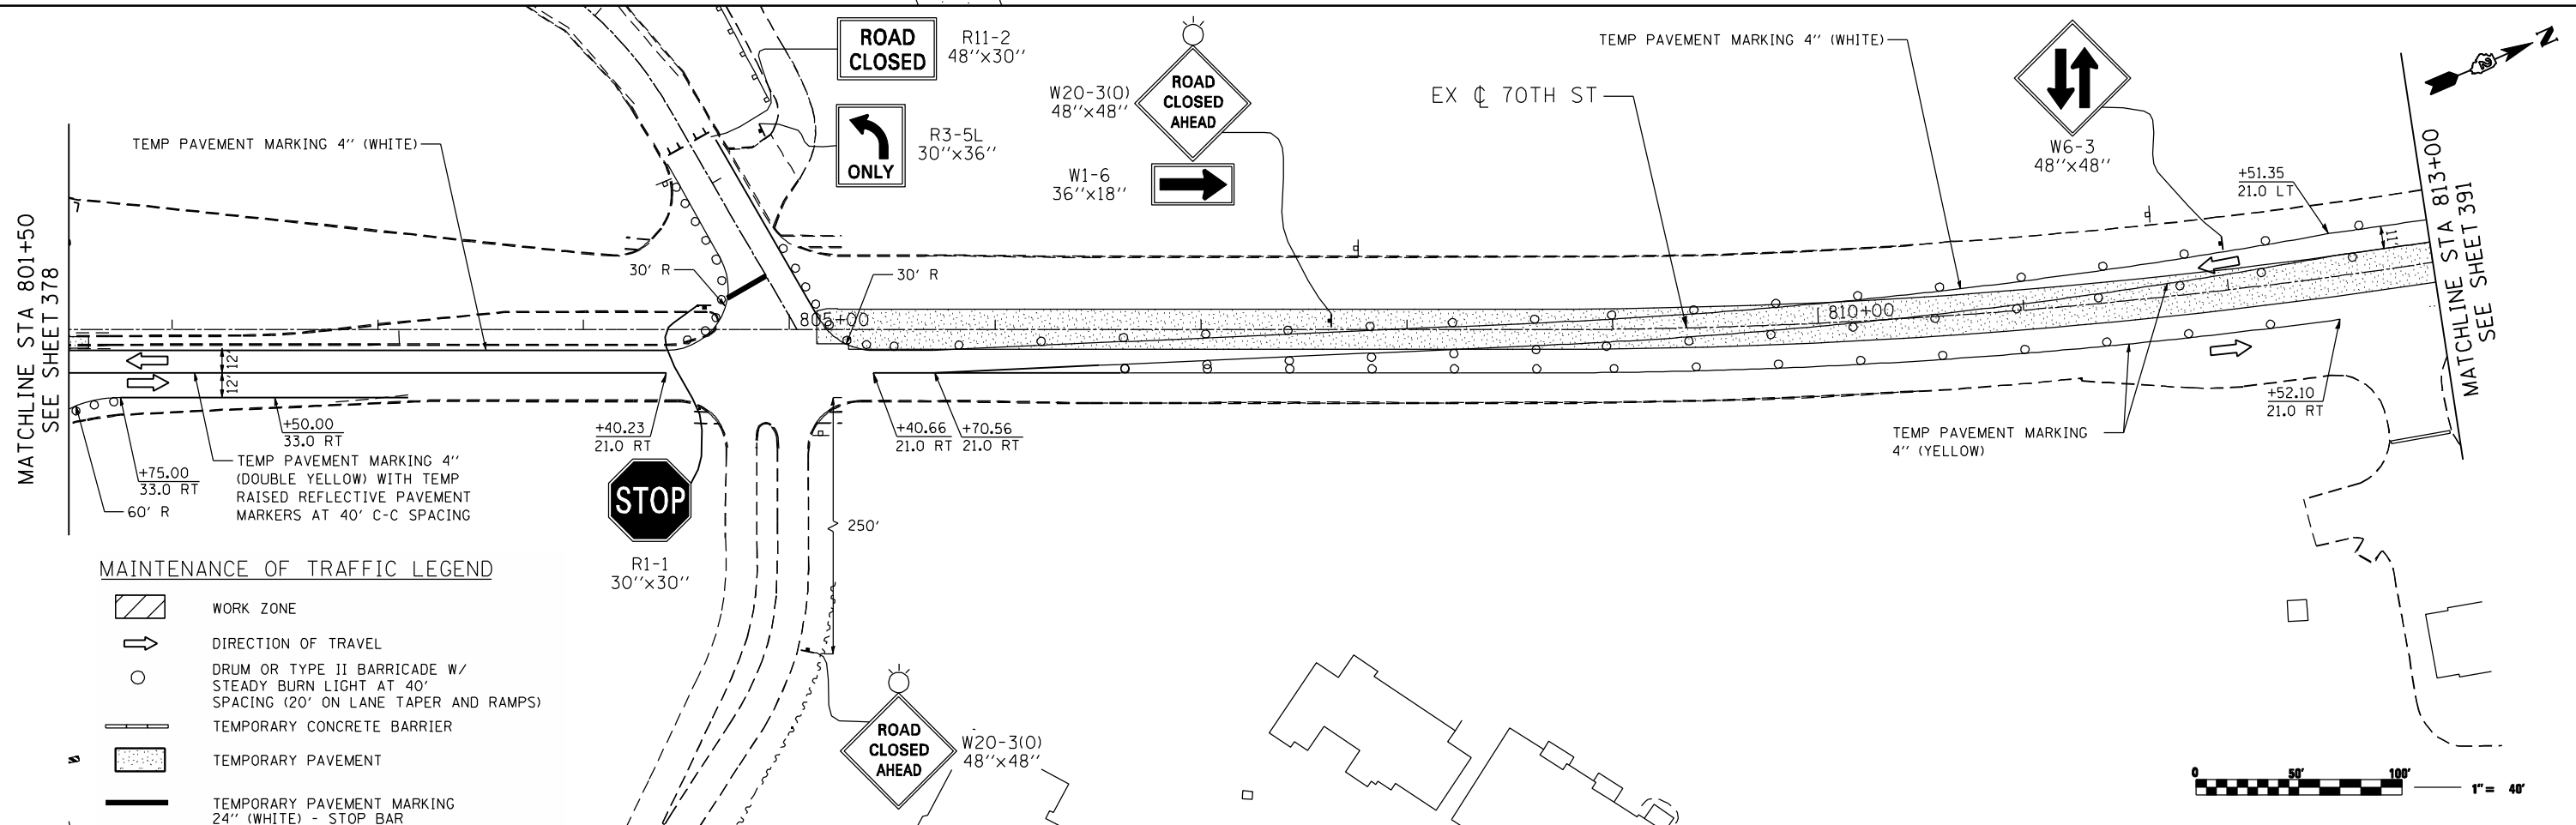 ROAD
CLOSED
R11-2
48''x30''
ONLY
R3-5L
30''x36''
W20-3(O)
48''x48''
ROAD
CLOSED
AHEAD
W1-6
36''x18''
TEMP PAVEMENT MARKING 4'' (WHITE)
EX ℄ 70TH ST
W6-3
48''x48''
N
TEMP PAVEMENT MARKING 4'' (WHITE)
MATCHLINE STA 801+50
SEE SHEET 378
MATCHLINE STA 813+00
SEE SHEET 391
+51.35
21.0 LT
11'
30' R
30' R
805+00
810+00
12'
12'
+50.00
33.0 RT
+75.00
33.0 RT
60' R
TEMP PAVEMENT MARKING 4''
(DOUBLE YELLOW) WITH TEMP
RAISED REFLECTIVE PAVEMENT
MARKERS AT 40' C-C SPACING
+40.23
21.0 RT
+40.66
21.0 RT
+70.56
21.0 RT
+52.10
21.0 RT
TEMP PAVEMENT MARKING
4'' (YELLOW)
STOP
R1-1
30''x30''
250'
MAINTENANCE OF TRAFFIC LEGEND
WORK ZONE
DIRECTION OF TRAVEL
DRUM OR TYPE II BARRICADE W/
STEADY BURN LIGHT AT 40'
SPACING (20' ON LANE TAPER AND RAMPS)
TEMPORARY CONCRETE BARRIER
TEMPORARY PAVEMENT
TEMPORARY PAVEMENT MARKING
24'' (WHITE) - STOP BAR
ROAD
CLOSED
AHEAD
W20-3(O)
48''x48''
0 50' 100'
1'' = 40'